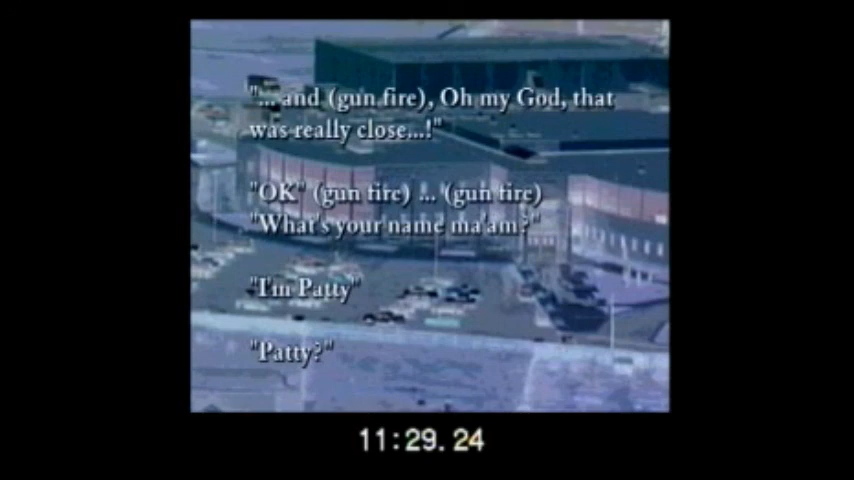 "... and (gun fire), Oh my God, that
was really close...!"
"OK" (gun fire) ... (gun fire)
"What's your name ma'am?"
"I'm Patty"
"Patty?"
11:29. 24